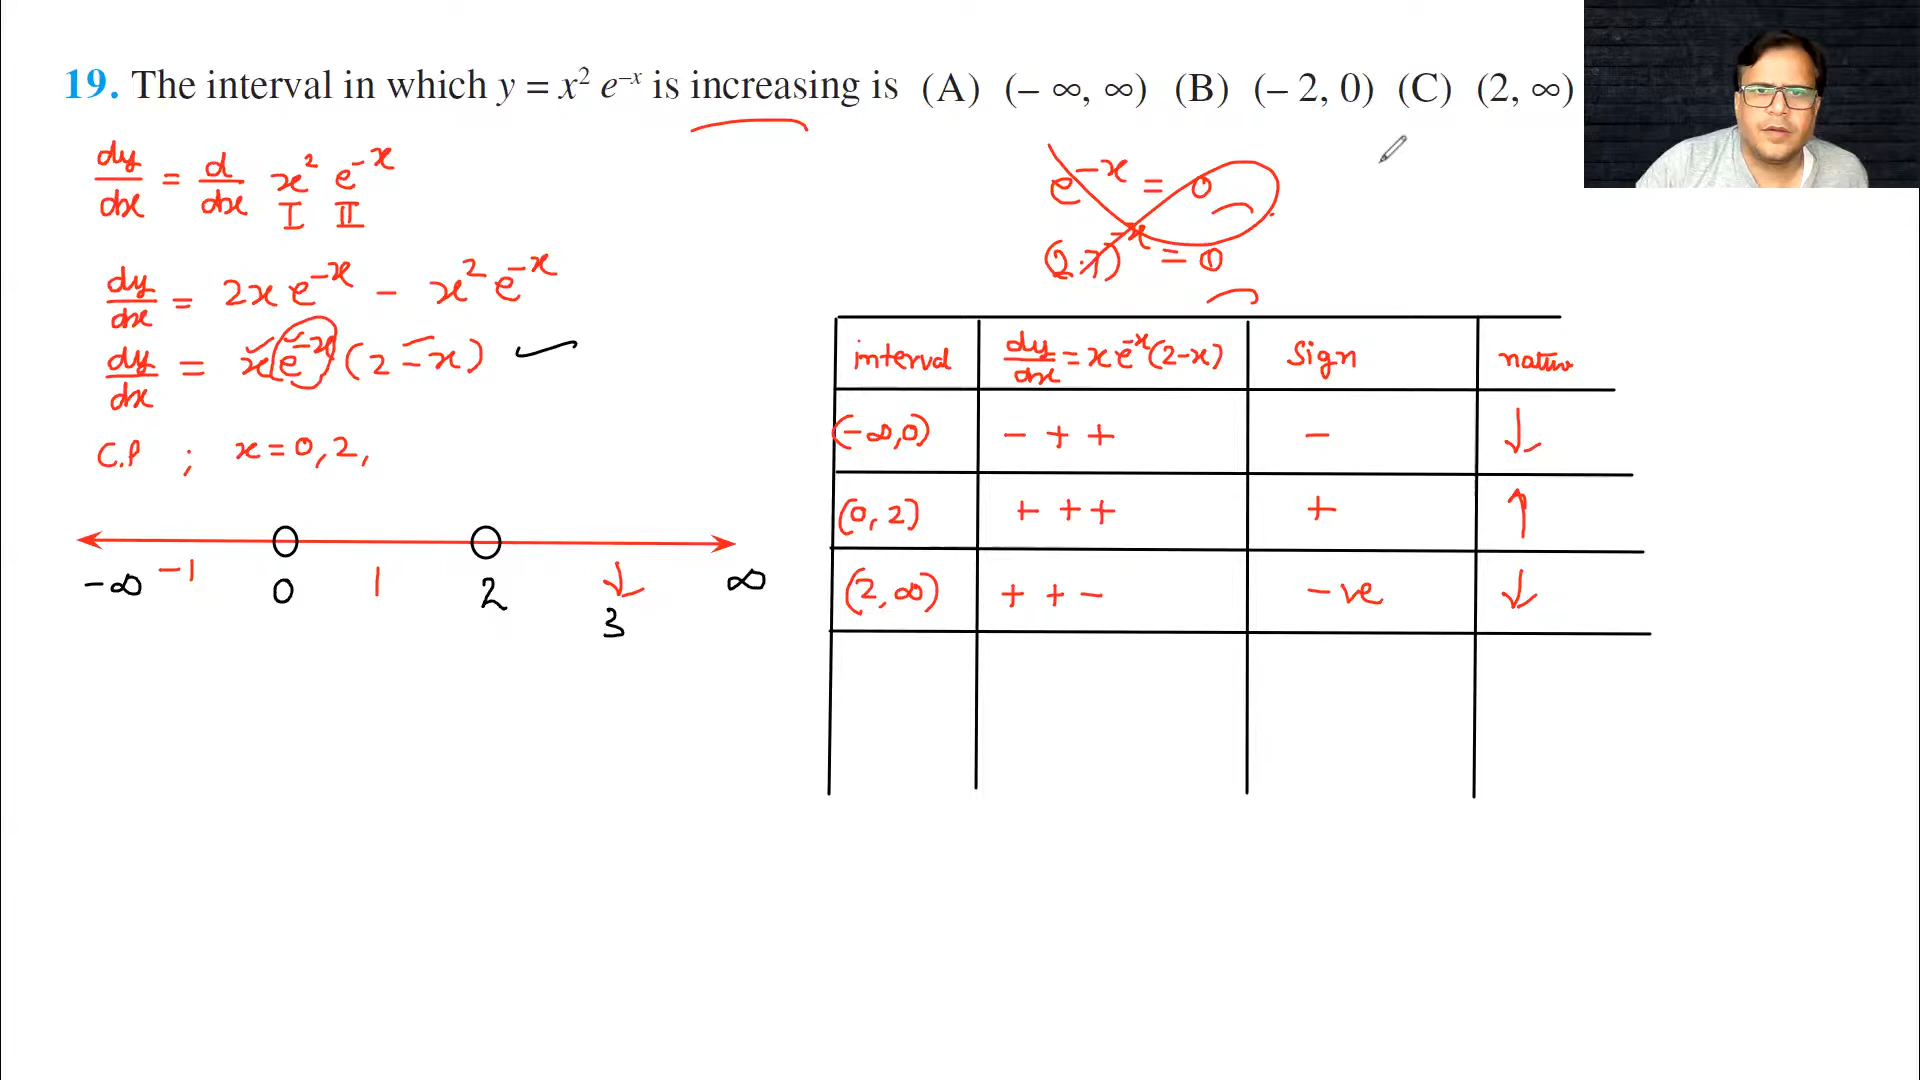 19. The interval in which y = x² e⁻ˣ is increasing is (A) (– ∞, ∞) (B) (– 2, 0) (C) (2, ∞)
dy/dx = d/dx x² e⁻ˣ
I II
dy/dx = 2x e⁻ˣ – x² e⁻ˣ
dy/dx = x e⁻ˣ (2 – x)
C.P ; x = 0, 2,
-∞ -1 0 1 2 ↓ ∞
3
e⁻ˣ = 0
(2.7)⁻ˣ = 0
interval dy/dx = x e⁻ˣ (2-x) Sign
(-∞,0) - + + - ↓
(0, 2) + + + + ↑
(2, ∞) + + - -ve ↓